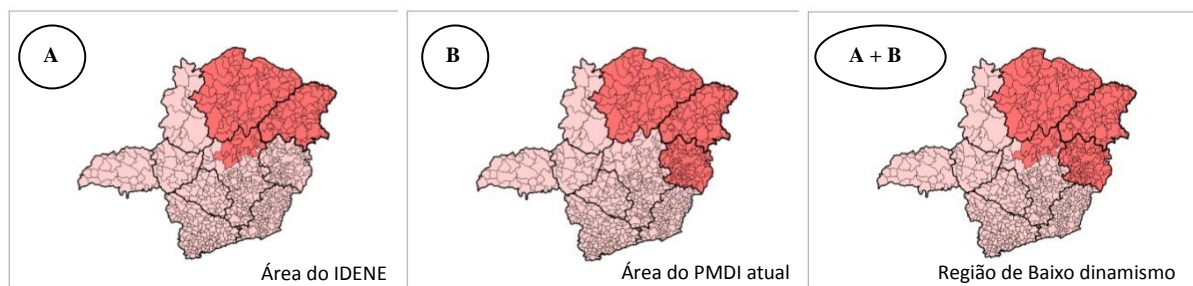 A
Área do IDENE
B
Área do PMDI atual
A + B
Região de Baixo dinamismo